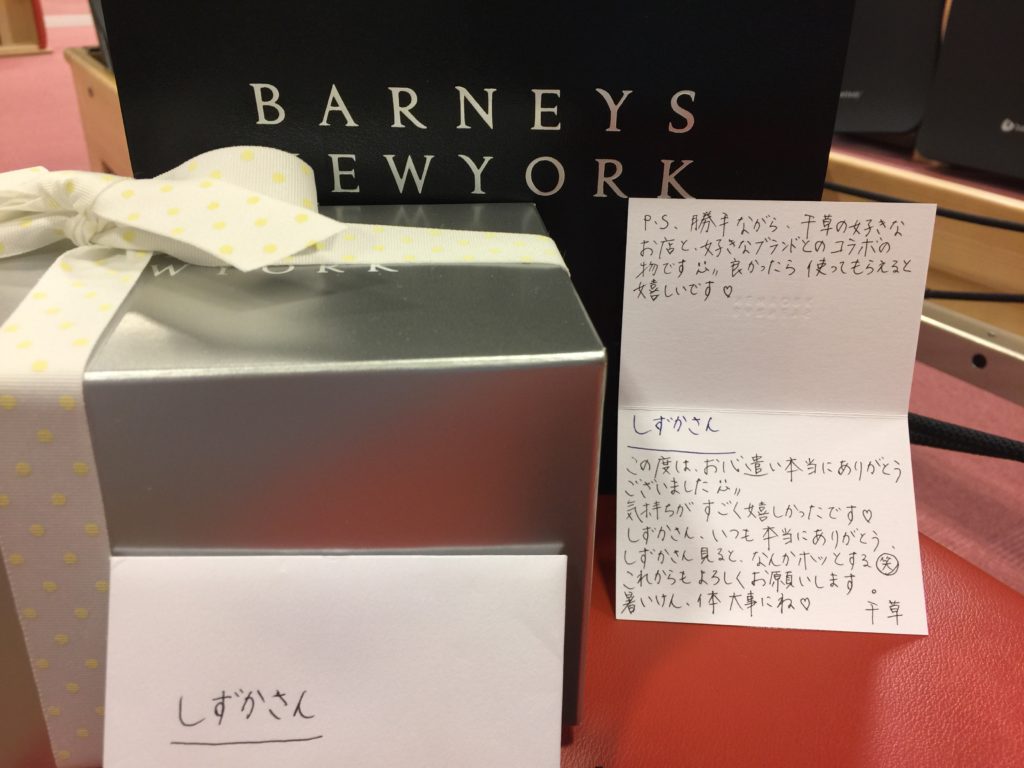 BARNEYS
NEWYORK
W YORK
P.S. 勝手ながら、千草の好きな
お店と、好きなブランドとのコラボの
物です 良かったら 使ってもらえると
嬉しいです♡
しずかさん
この度は、お心遣い本当にありがとう
ございました
気持ちが すごく嬉しかったです♡
しずかさん、いつも本当にありがとう、
しずかさん見ると、なんかホッとする㊗笑
これからも よろしくお願いします。
暑いけん、体大事にね♡
千草
しずかさん